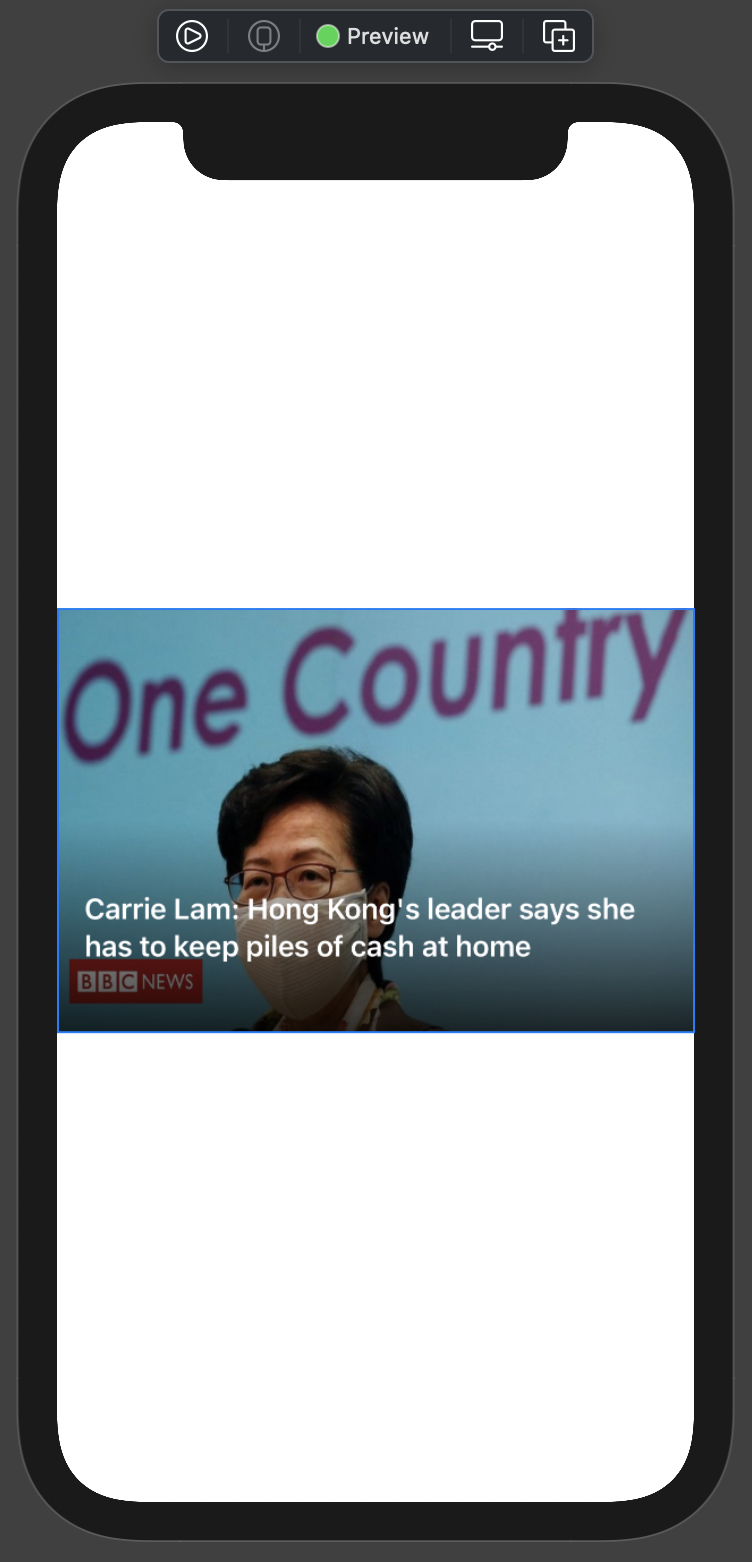 Preview
One Country
Carrie Lam: Hong Kong's leader says she
has to keep piles of cash at home
BBC NEWS